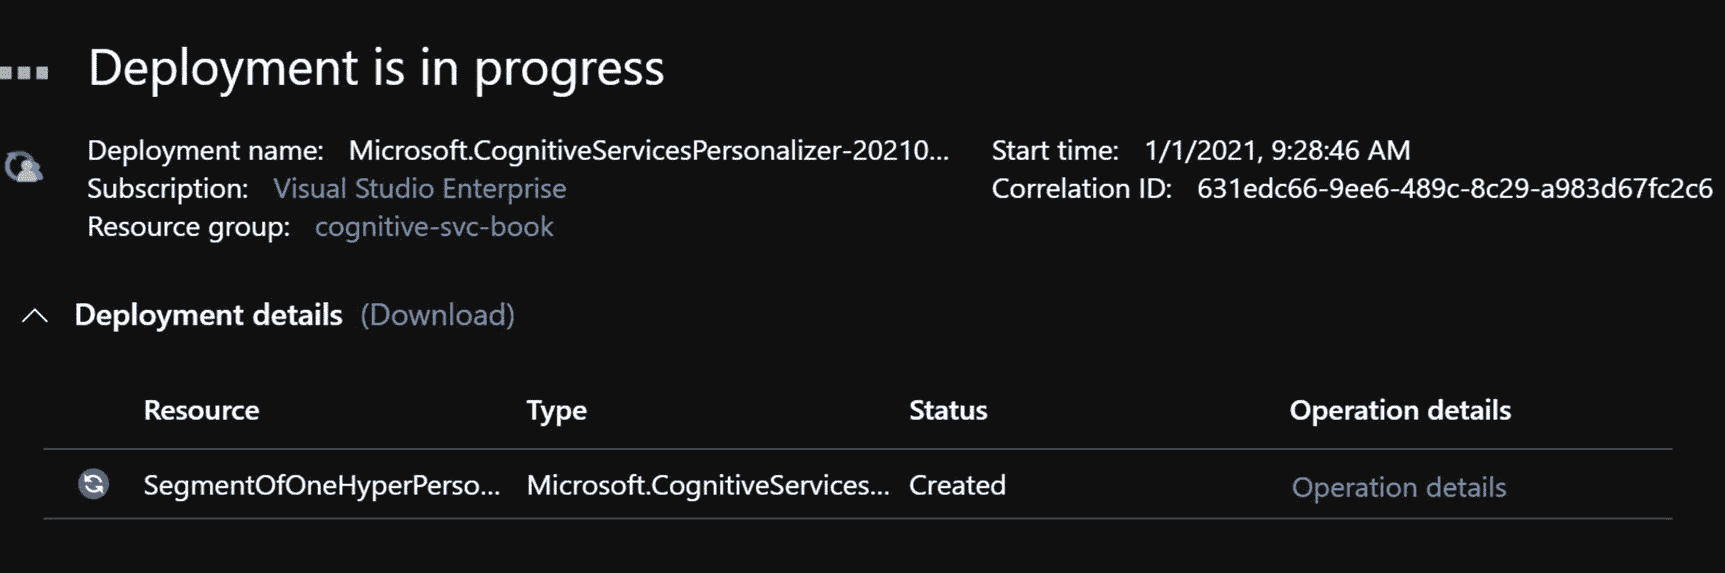 Deployment is in progress
Deployment name: Microsoft.CognitiveServicesPersonalizer-20210... Start time: 1/1/2021, 9:28:46 AM
Subscription: Visual Studio Enterprise Correlation ID: 631edc66-9ee6-489c-8c29-a983d67fc2c6
Resource group: cognitive-svc-book
Deployment details (Download)
Resource Type Status Operation details
SegmentOfOneHyperPerso... Microsoft.CognitiveServices... Created Operation details